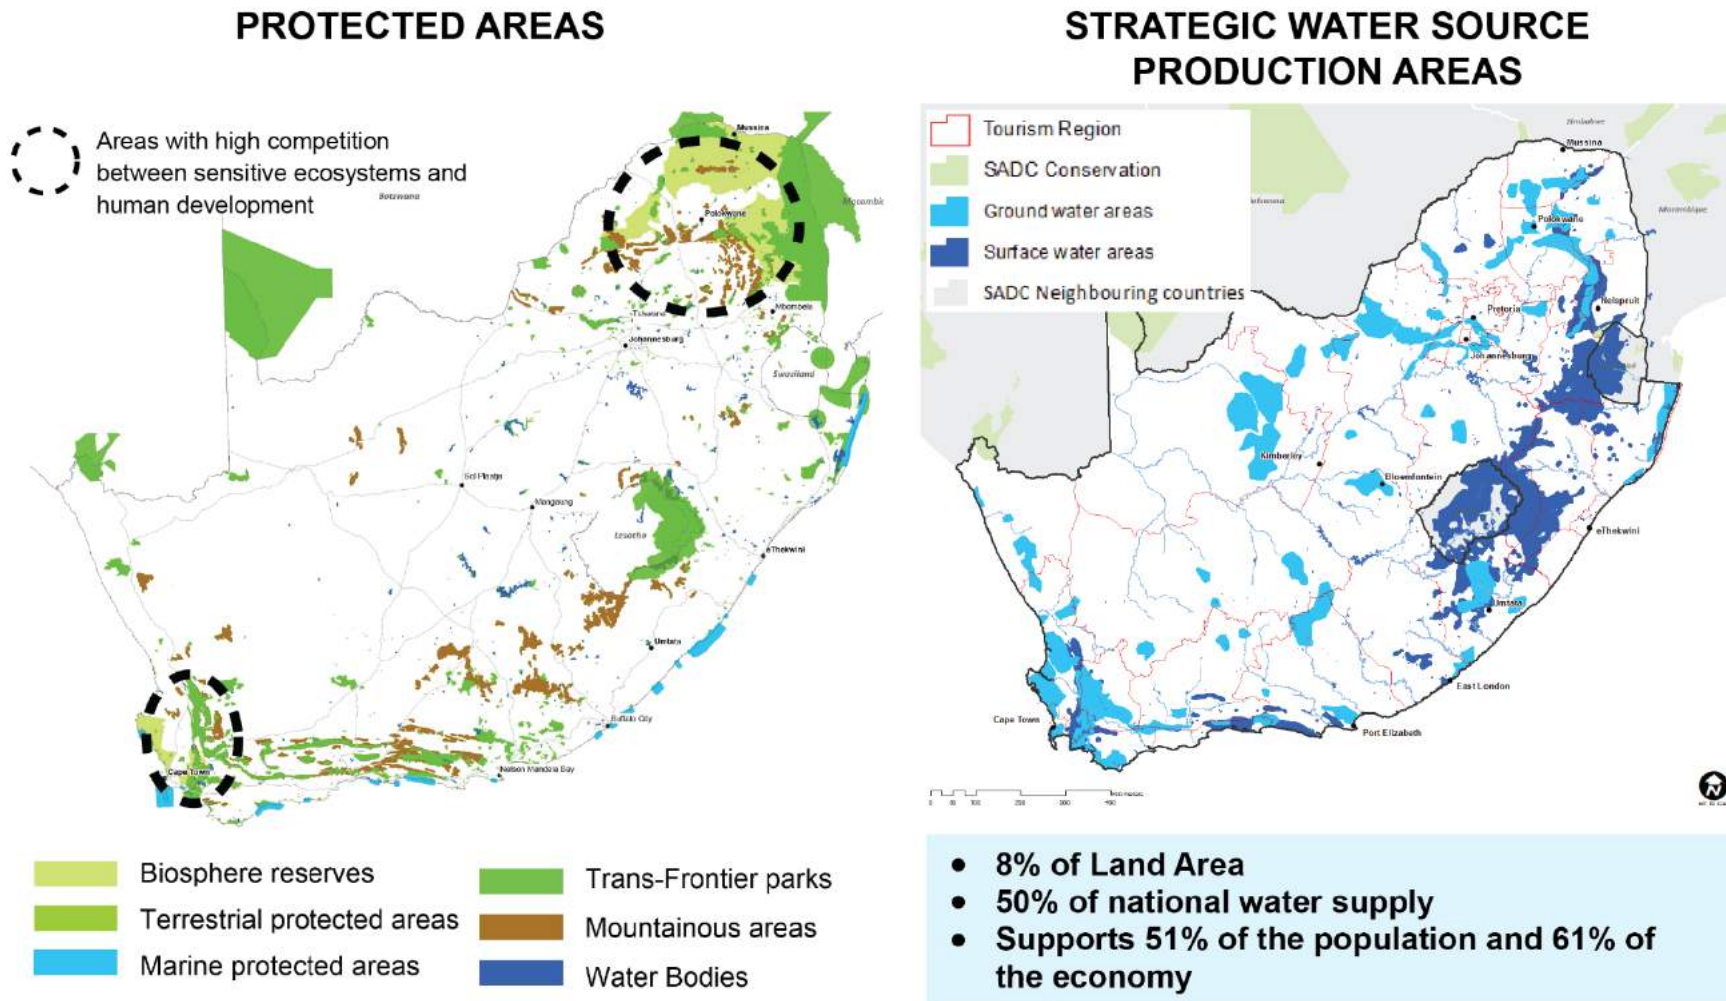 PROTECTED AREAS
Areas with high competition
between sensitive ecosystems and
human development
Mussina
Botswana
Polokwane
Mbombela
Tshwane
Johannesburg
Swaziland
Sol Plaatje
Mangaung
Lesotho
eThekwini
Umtata
Buffalo City
Nelson Mandela Bay
Cape Town
Biosphere reserves
Terrestrial protected areas
Marine protected areas
Trans-Frontier parks
Mountainous areas
Water Bodies
STRATEGIC WATER SOURCE
PRODUCTION AREAS
Tourism Region
SADC Conservation
Ground water areas
Surface water areas
SADC Neighbouring countries
Zimbabwe
Mussina
Mozambique
Polokwane
Nelspruit
Pretoria
Johannesburg
Kimberley
Bloemfontein
eThekwini
Umtata
East London
Cape Town
Port Elizabeth
N
• 8% of Land Area
• 50% of national water supply
• Supports 51% of the population and 61% of
the economy